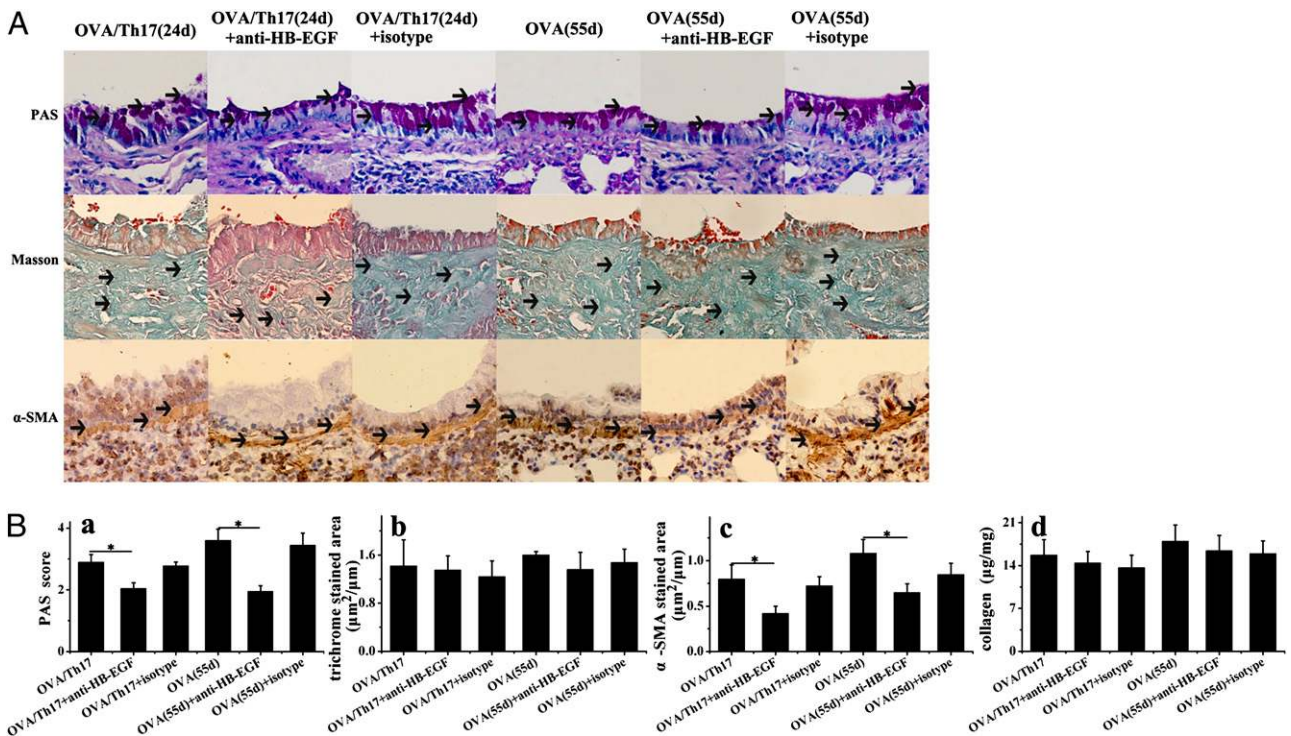 A
OVA/Th17(24d)
OVA/Th17(24d)
+anti-HB-EGF
OVA/Th17(24d)
+isotype
OVA(55d)
OVA(55d)
+anti-HB-EGF
OVA(55d)
+isotype
PAS
Masson
α-SMA
B
a
PAS score
4
2
0
*
*
OVA/Th17
OVA/Th17+anti-HB-EGF
OVA/Th17+isotype
OVA(55d)
OVA(55d)+anti-HB-EGF
OVA(55d)+isotype
b
trichrome stained area
(μm²/μm)
1.6
0.8
0.0
OVA/Th17
OVA/Th17+anti-HB-EGF
OVA/Th17+isotype
OVA(55d)
OVA(55d)+anti-HB-EGF
OVA(55d)+isotype
c
α -SMA stained area
(μm²/μm)
1.0
0.5
0.0
*
*
OVA/Th17
OVA/Th17+anti-HB-EGF
OVA/Th17+isotype
OVA(55d)
OVA(55d)+anti-HB-EGF
OVA(55d)+isotype
d
collagen (μg/mg)
21
14
7
0
OVA/Th17
OVA/Th17+anti-HB-EGF
OVA/Th17+isotype
OVA(55d)
OVA(55d)+anti-HB-EGF
OVA(55d)+isotype